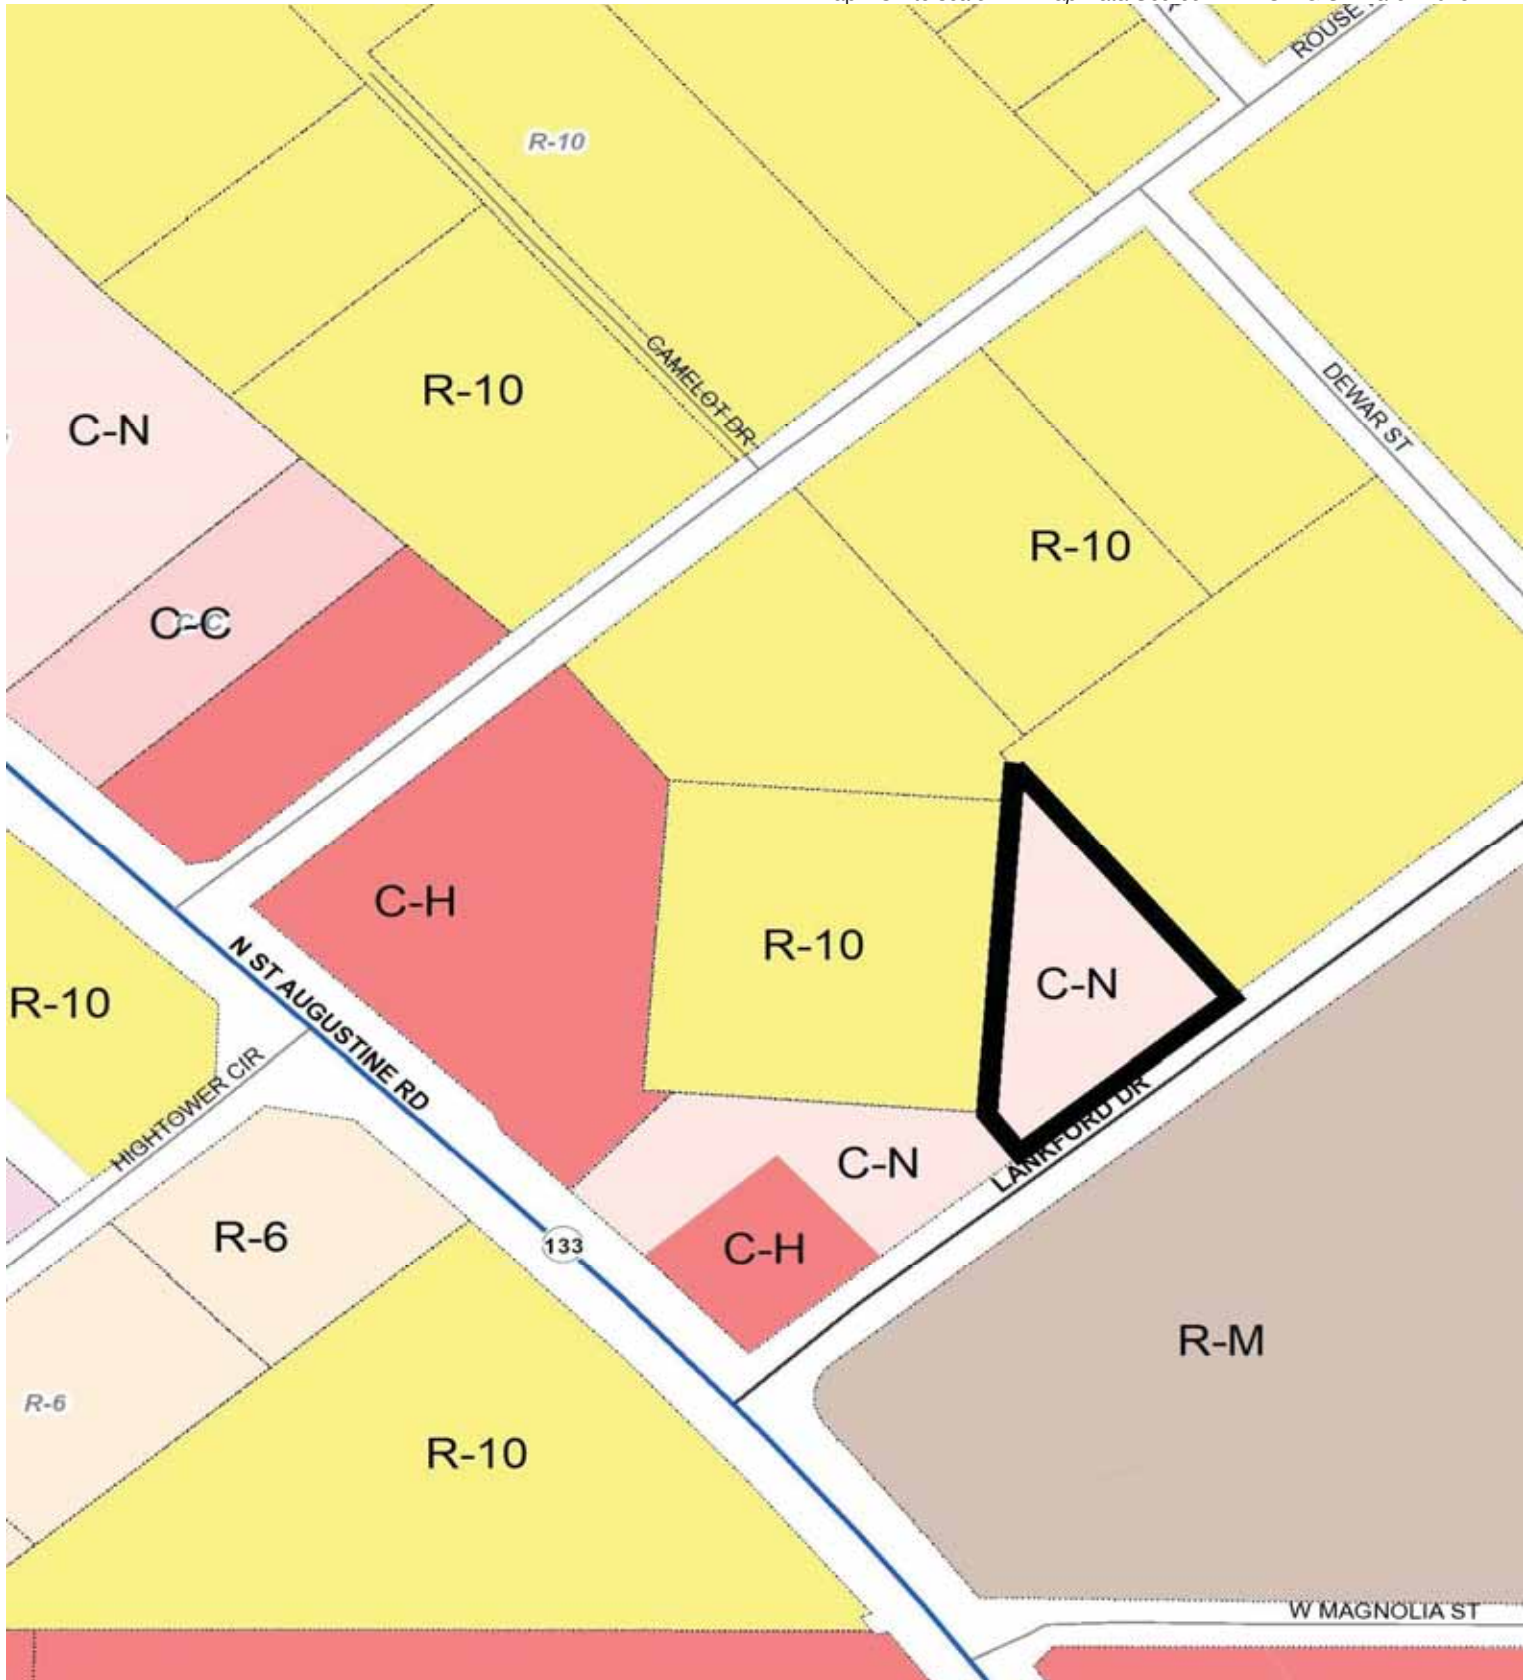 ROUSE
R-10
CAMELOT DR
R-10
DEWAR ST
C-N
R-10
C-C
C-H
R-10
N ST AUGUSTINE RD
C-N
R-10
HIGHTOWER CIR
LANKFORD DR
C-N
R-6
133
C-H
R-M
R-6
R-10
W MAGNOLIA ST